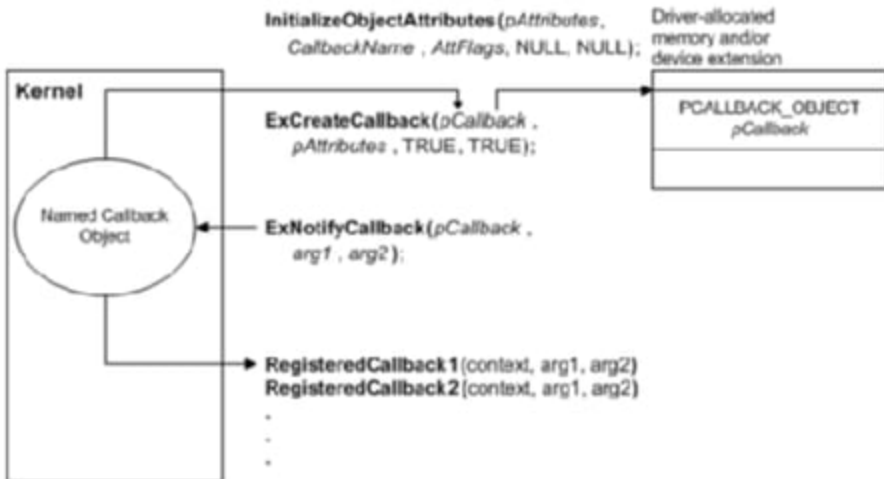 InitializeObjectAttributes(pAttributes,
CallbackName , AttFlags, NULL, NULL);
Driver-allocated
memory and/or
device extension
Kernel
ExCreateCallback(pCallback ,
pAttributes , TRUE, TRUE);
PCALLBACK_OBJECT
pCallback
Named Callback
Object
ExNotifyCallback(pCallback ,
arg1 , arg2);
RegisteredCallback1(context, arg1, arg2)
RegisteredCallback2(context, arg1, arg2)
.
.
.